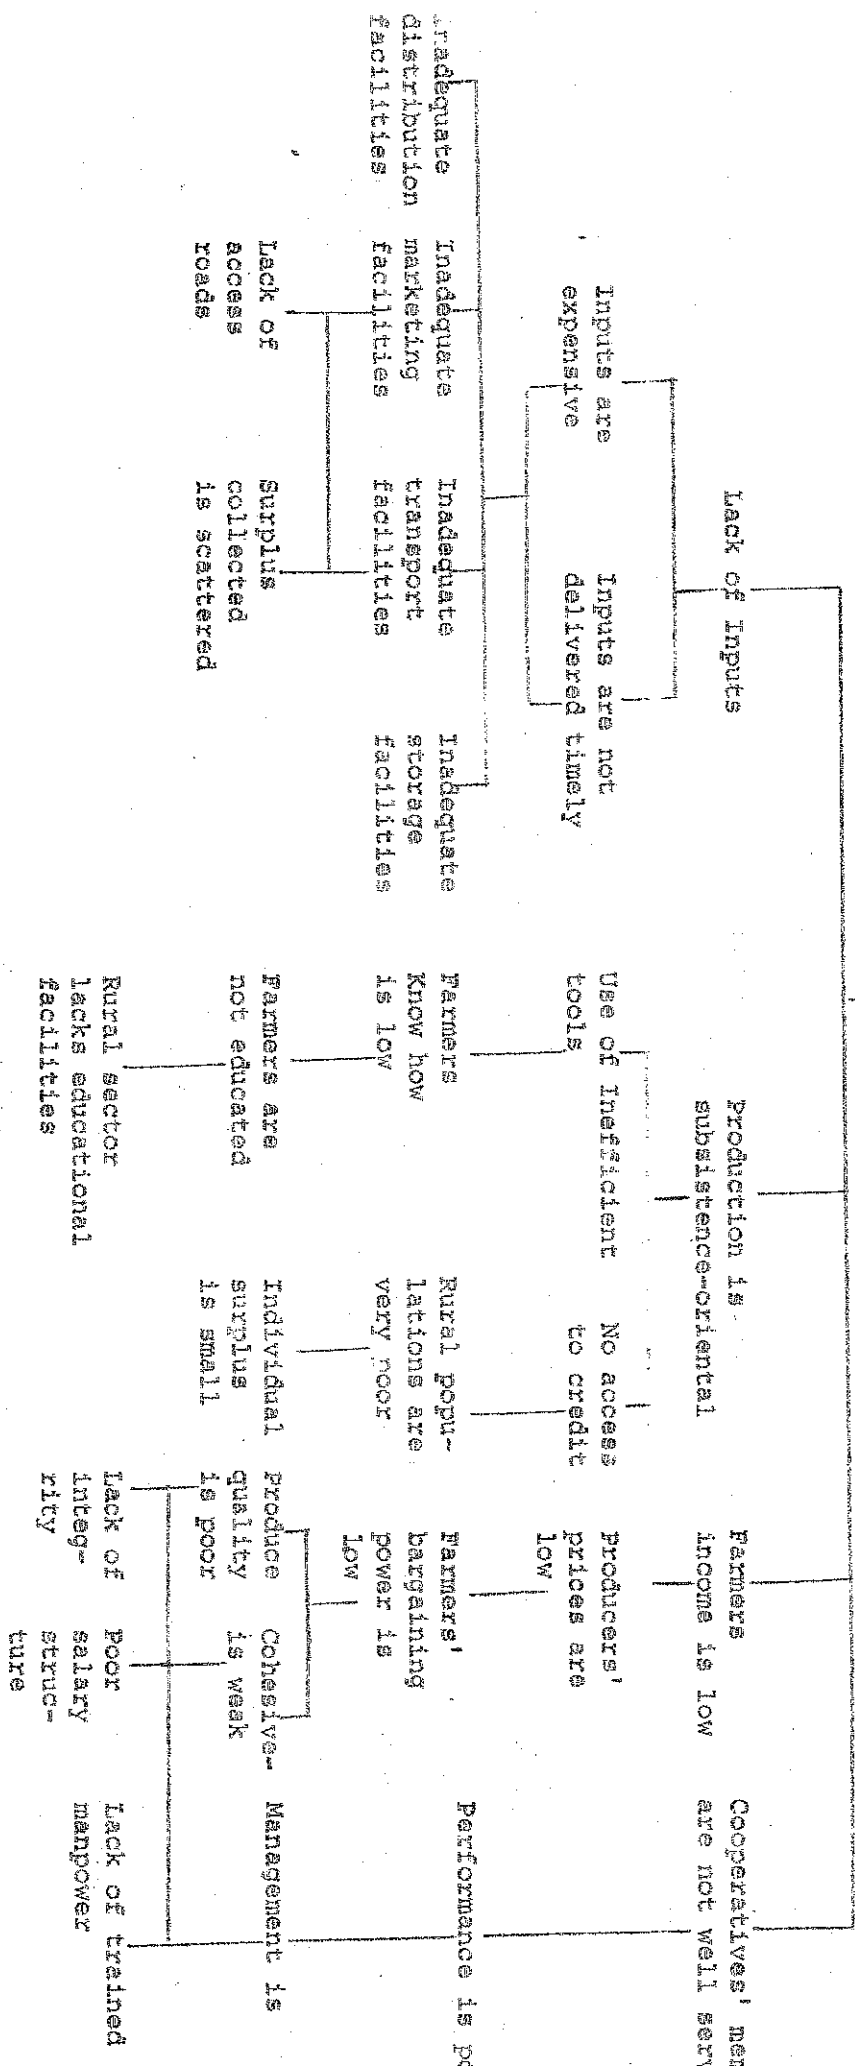 Lack of Inputs
Production is
subsistence-oriental
Farmers
income is low
Cooperatives'
are not well
Inputs are
expensive
Inputs are not
delivered timely
Use of Inefficient
tools
No access
to credit
Producers'
prices are
low
Inadequate
distribution
facilities
Inadequate
marketing
facilities
Inadequate
transport
facilities
Inadequate
storage
facilities
Farmers
Know how
is low
Rural popu-
lations are
very poor
Farmers'
bargaining
power is
low
Performance is
Lack of
access
roads
Surplus
collected
is scattered
Farmers are
not educated
Individual
surplus
is small
Produce
quality
is poor
Cohesive-
is weak
Management is
Rural sector
lacks educational
facilities
Lack of
integ-
rity
Poor
salary
struc-
ture
Lack of trained
manpower